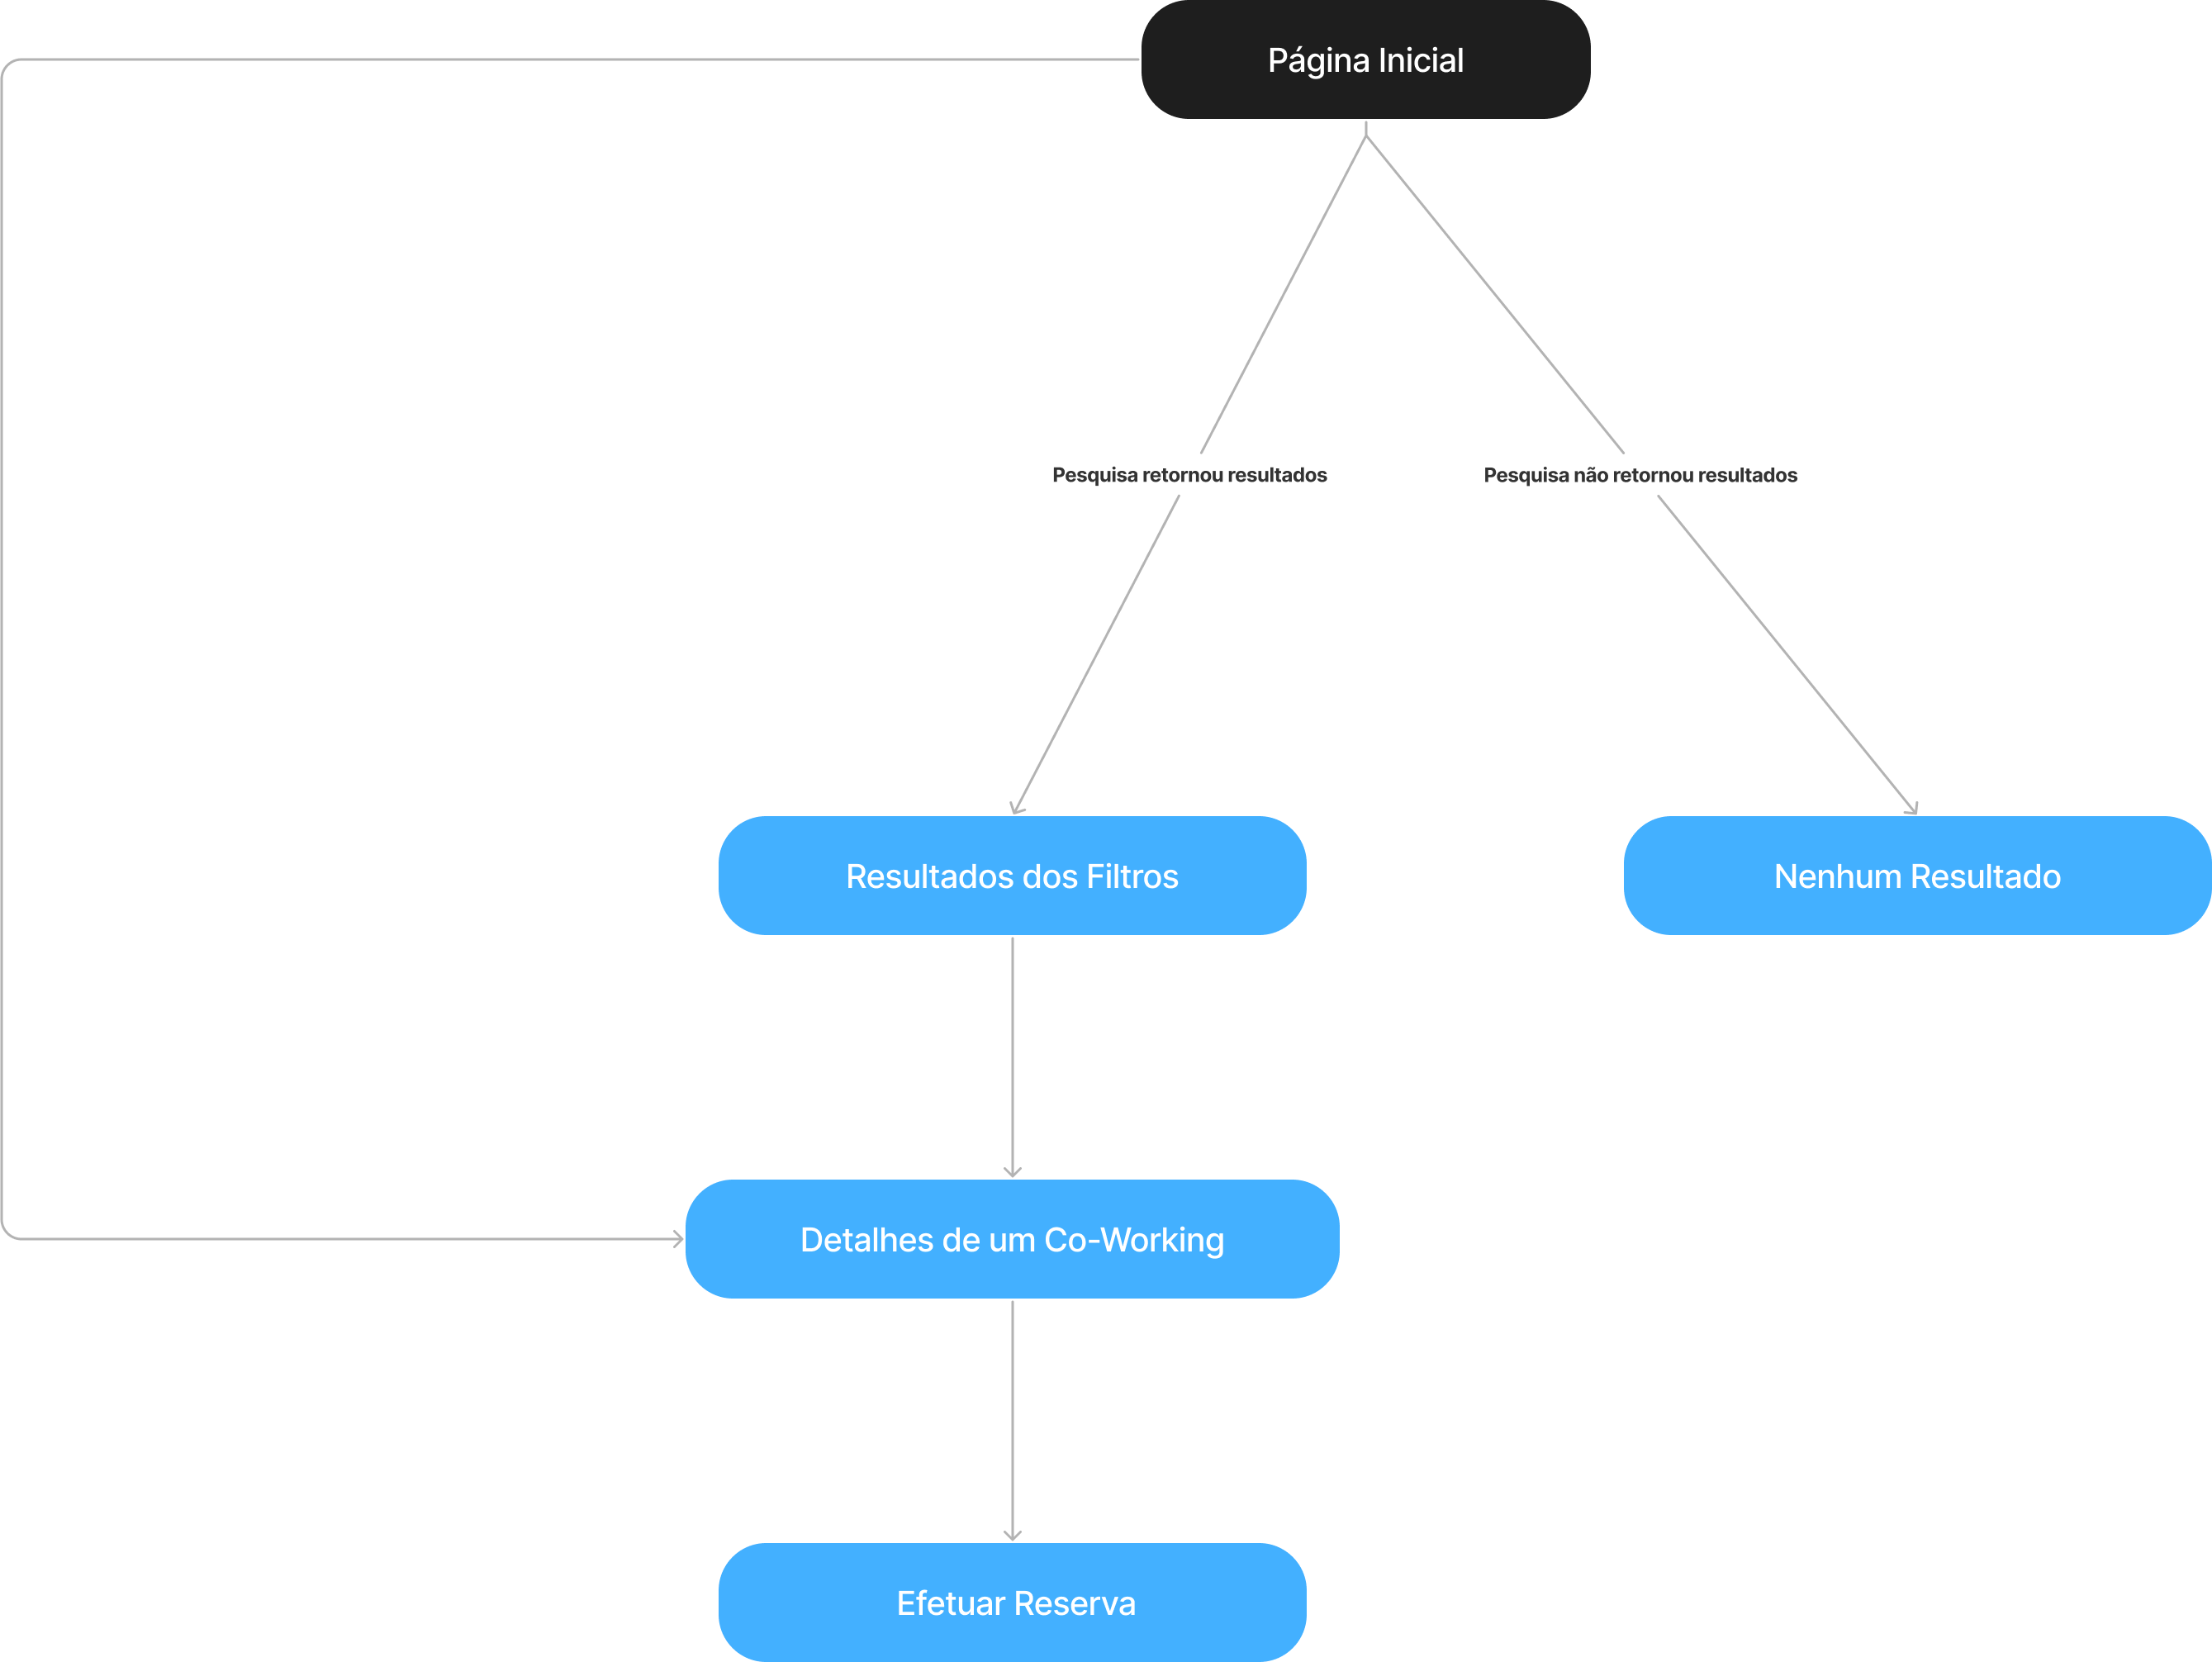 Página Inicial
Pesquisa retornou resultados
Pesquisa não retornou resultados
Resultados dos Filtros
Nenhum Resultado
Detalhes de um Co-Working
Efetuar Reserva